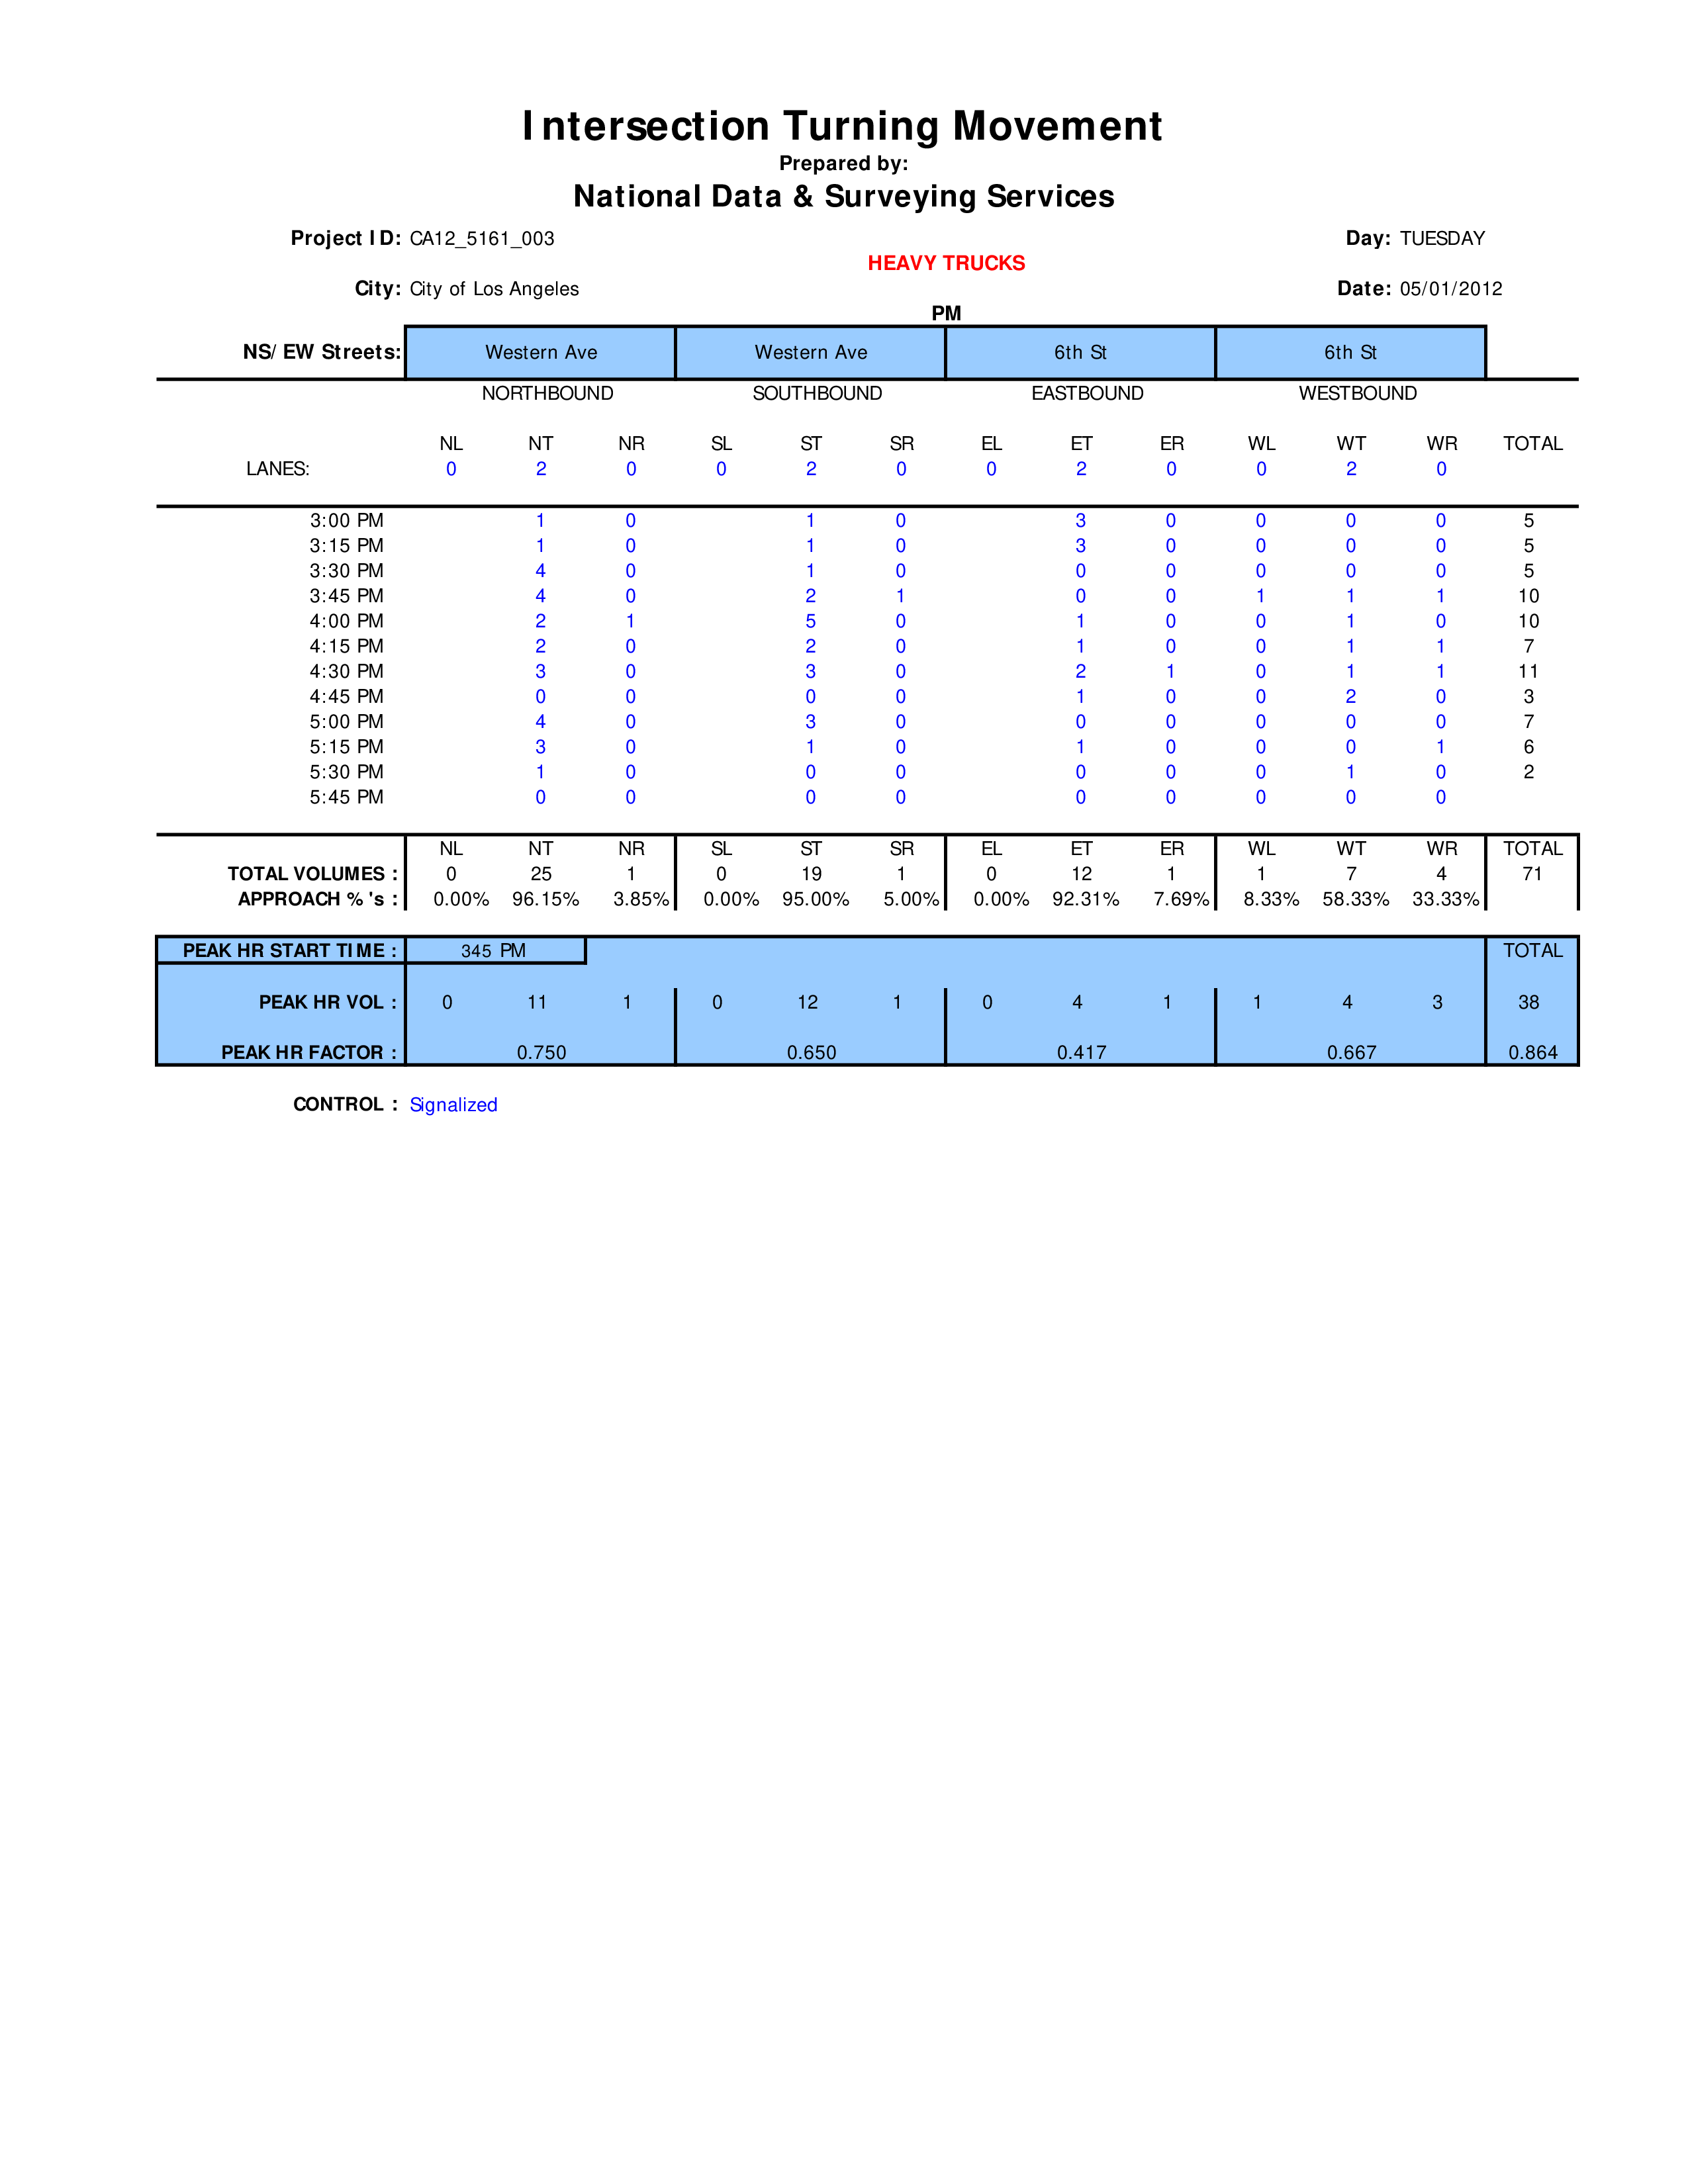 Intersection Turning Movement
Prepared by:
National Data & Surveying Services
Project ID: CA12_5161_003 Day: TUESDAY
HEAVY TRUCKS
City: City of Los Angeles Date: 05/01/2012
PM
NS/EW Streets: Western Ave Western Ave 6th St 6th St
NORTHBOUND SOUTHBOUND EASTBOUND WESTBOUND
NL NT NR SL ST SR EL ET ER WL WT WR TOTAL
LANES: 0 2 0 0 2 0 0 2 0 0 2 0
3:00 PM 1 0 1 0 3 0 0 0 0 5
3:15 PM 1 0 1 0 3 0 0 0 0 5
3:30 PM 4 0 1 0 0 0 0 0 0 5
3:45 PM 4 0 2 1 0 0 1 1 1 10
4:00 PM 2 1 5 0 1 0 0 1 0 10
4:15 PM 2 0 2 0 1 0 0 1 1 7
4:30 PM 3 0 3 0 2 1 0 1 1 11
4:45 PM 0 0 0 0 1 0 0 2 0 3
5:00 PM 4 0 3 0 0 0 0 0 0 7
5:15 PM 3 0 1 0 1 0 0 0 1 6
5:30 PM 1 0 0 0 0 0 0 1 0 2
5:45 PM 0 0 0 0 0 0 0 0 0
NL NT NR SL ST SR EL ET ER WL WT WR TOTAL
TOTAL VOLUMES : 0 25 1 0 19 1 0 12 1 1 7 4 71
APPROACH %'s : 0.00% 96.15% 3.85% 0.00% 95.00% 5.00% 0.00% 92.31% 7.69% 8.33% 58.33% 33.33%
PEAK HR START TIME : 345 PM TOTAL
PEAK HR VOL : 0 11 1 0 12 1 0 4 1 1 4 3 38
PEAK HR FACTOR : 0.750 0.650 0.417 0.667 0.864
CONTROL : Signalized